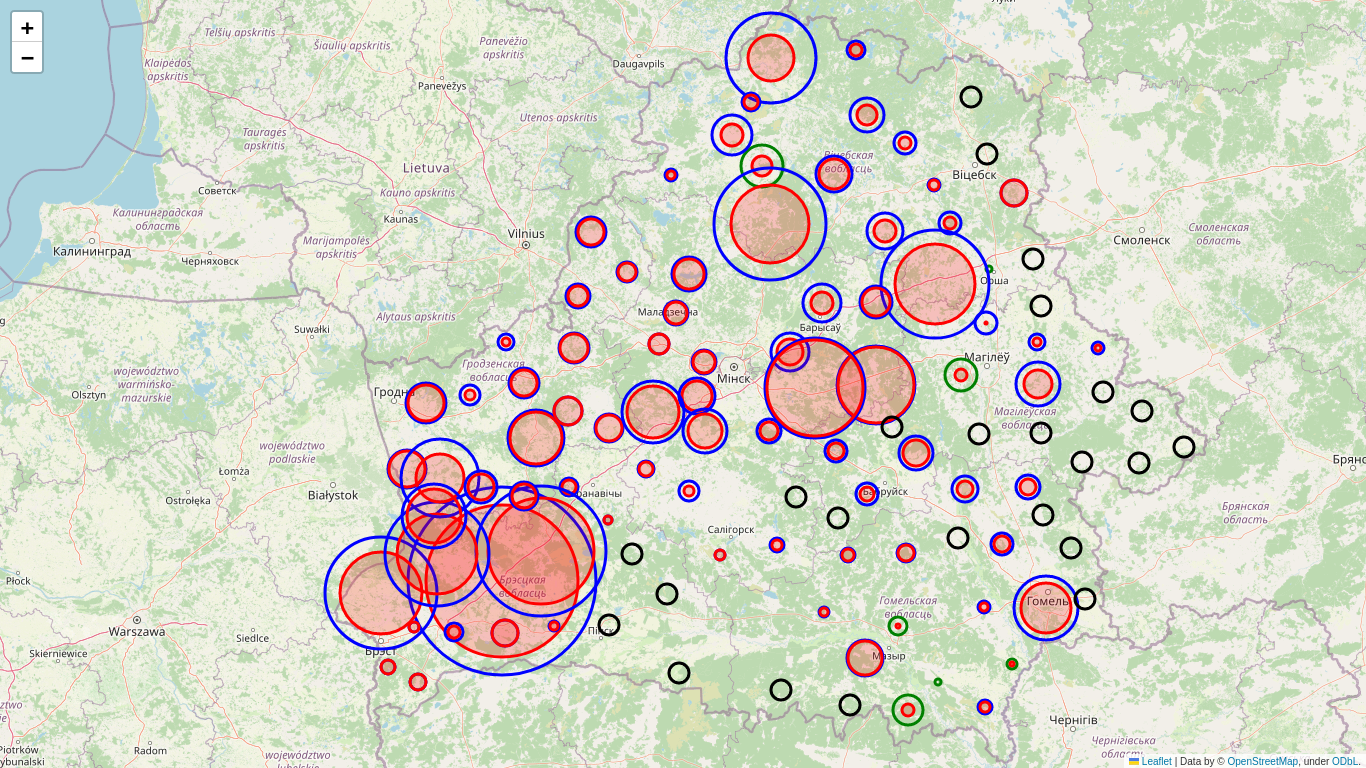 +
−
Луки
Telšių apskritis
Šiaulių apskritis
Panevėžio
apskritis
Daugavpils
Klaipėdos
apskritis
Panevėžys
Utenos apskritis
Tauragės
apskritis
Віцебская
вобласць
Lietuva
Віцебск
Советск
Kauno apskritis
Калининградская
область
Kaunas
Vilnius
Смоленск
Смоленская
область
Marijampolės
apskritis
Калининград
Черняховск
Орша
Alytaus apskritis
Маладзечна
Барысаў
Suwałki
Магілёў
Гродзенская
вобласць
Мінск
województwo
warmińsko-
mazurskie
Olsztyn
Гродна
Магілёўская
вобласць
województwo
podlaskie
Łomża
Брянск
Białystok
Баранавічы
Бабруйск
Ostrołęka
Брянская
область
Салігорск
Płock
Брэсцкая
вобласць
Гомельская
вобласць
Гомель
Warszawa
Siedlce
Пінск
Брэст
Skierniewice
Мазыр
Чернігів
Piotrków
Trybunalski
Radom
województwo
lubelskie
Чернігівська
область
Leaflet | Data by © OpenStreetMap, under ODbL.